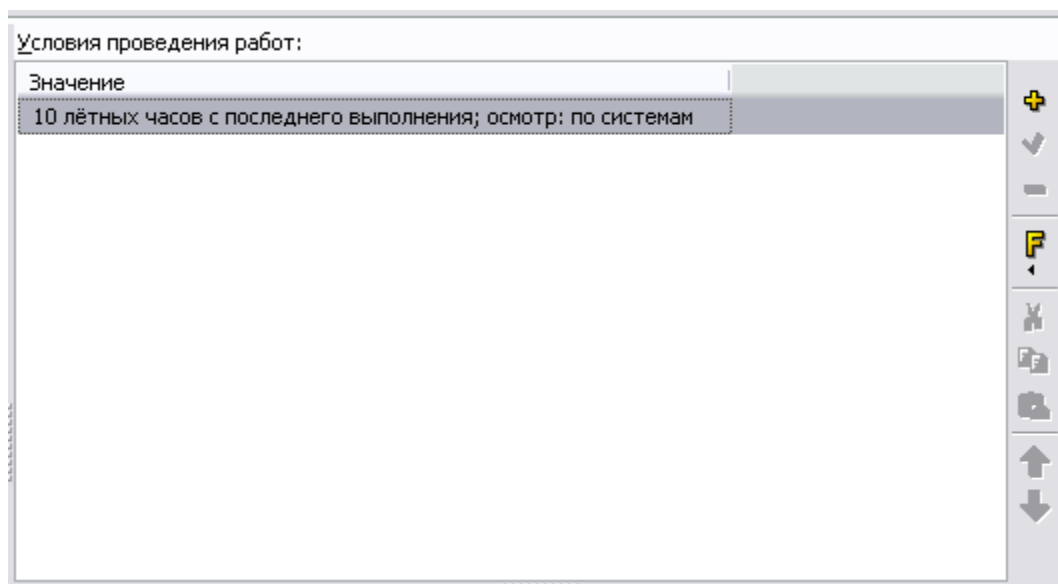 Условия проведения работ:
Значение
10 лётных часов с последнего выполнения; осмотр: по системам
F